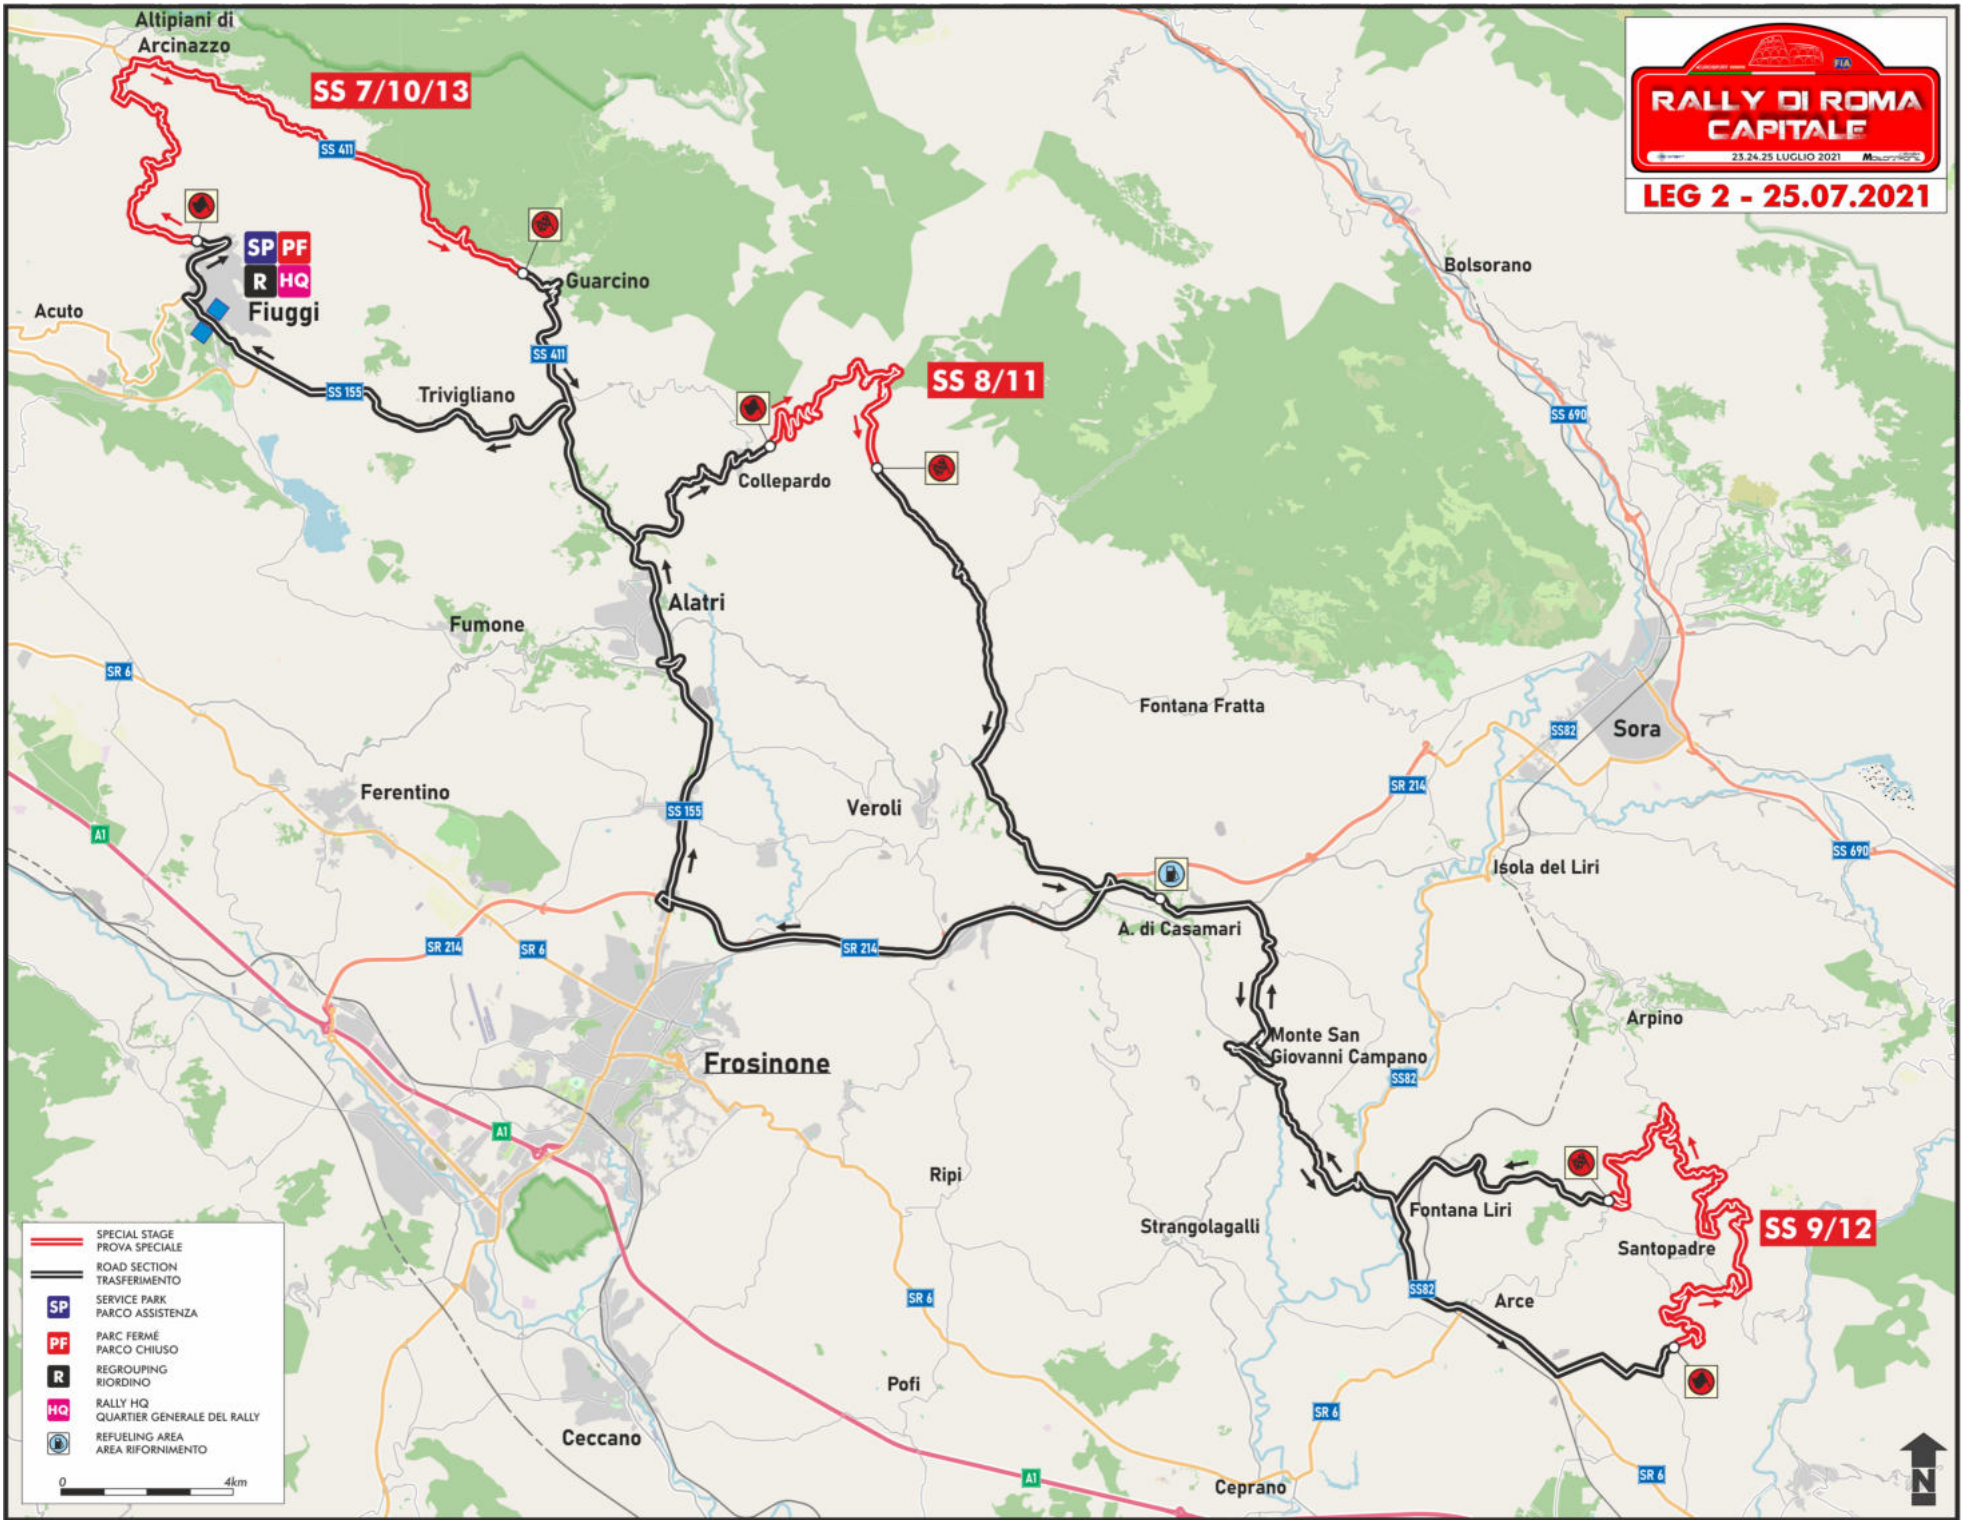 Altipiani di
Arcinazzo
SS 7/10/13
SS 411
FIA
RALLY DI ROMA
CAPITALE
23.24.25 LUGLIO 2021
LEG 2 - 25.07.2021
SP PF
R HQ
Fiuggi
Guarcino
Bolsorano
Acuto
SS 411
SS 155
Trivigliano
SS 8/11
SS 690
Collepardo
Alatri
Fumone
SR 6
Fontana Fratta
SS82
Sora
Ferentino
SR 214
Veroli
SS 155
A1
SS 690
Isola del Liri
A. di Casamari
SR 214
SR 6
SR 214
Arpino
Monte San
Giovanni Campano
Frosinone
SS82
A1
Ripi
Fontana Liri
Strangolagalli
SS 9/12
Santopadre
SS82
SR 6
Arce
Pofi
SR 6
Ceccano
A1
Ceprano
SR 6
SPECIAL STAGE
PROVA SPECIALE
ROAD SECTION
TRASFERIMENTO
SP
SERVICE PARK
PARCO ASSISTENZA
PF
PARC FERMÉ
PARCO CHIUSO
R
REGROUPING
RIORDINO
HQ
RALLY HQ
QUARTIER GENERALE DEL RALLY
REFUELING AREA
AREA RIFORNIMENTO
0 4km
N